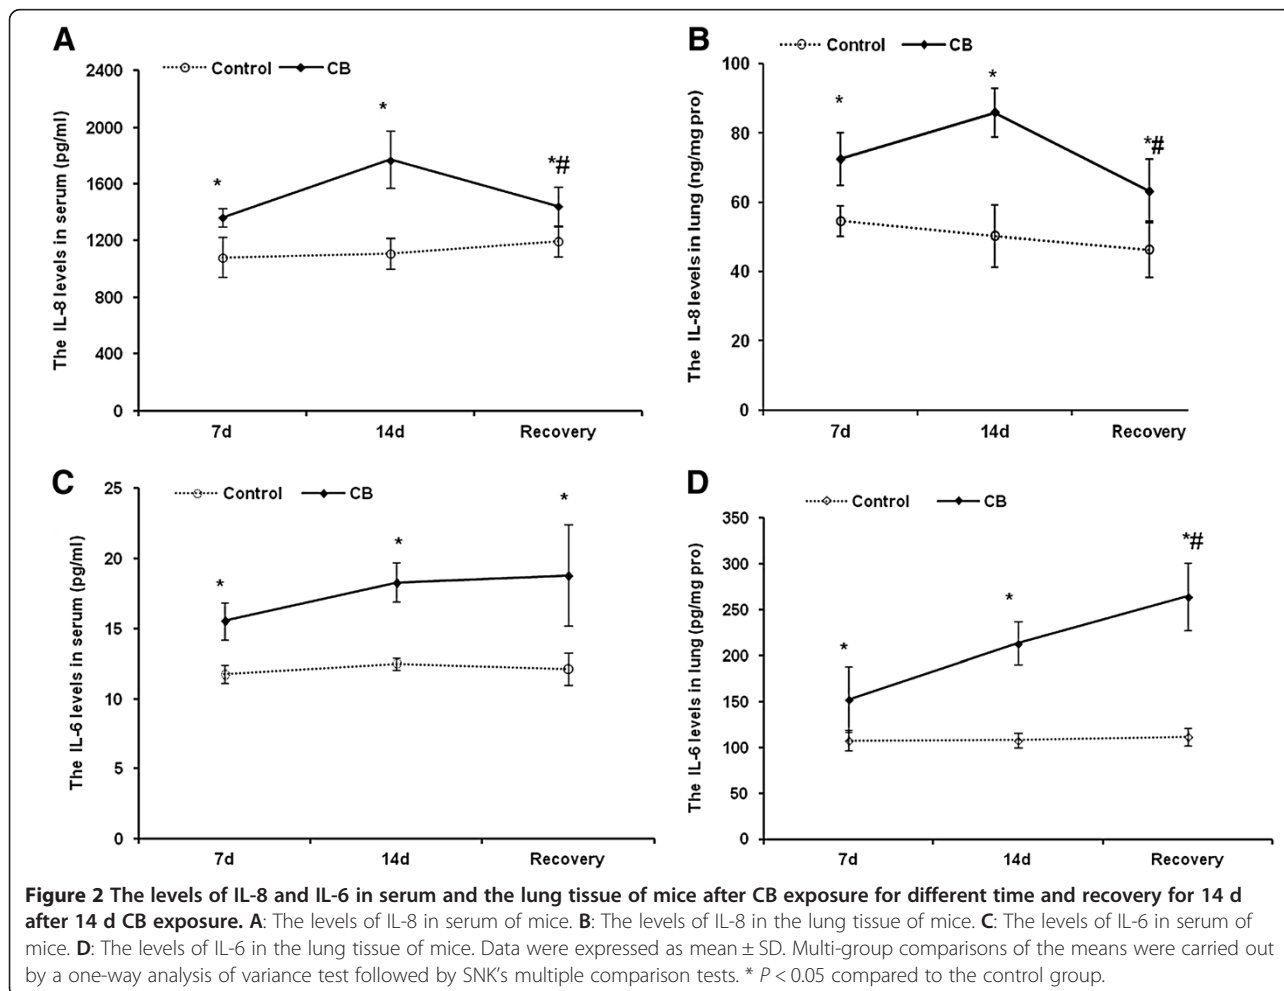 A
Control CB
The IL-8 levels in serum (pg/ml)
2400
2000
1600
1200
800
400
0
*
*
*#
7d 14d Recovery
B
Control CB
The IL-8 levels in lung (ng/mg pro)
100
80
60
40
20
0
*
*
*#
7d 14d Recovery
C
Control CB
The IL-6 levels in serum (pg/ml)
25
20
15
10
5
0
*
*
*
7d 14d Recovery
D
Control CB
The IL-6 levels in lung (pg/mg pro)
350
300
250
200
150
100
50
0
*
*
*#
7d 14d Recovery
Figure 2 The levels of IL-8 and IL-6 in serum and the lung tissue of mice after CB exposure for different time and recovery for 14 d
after 14 d CB exposure. A: The levels of IL-8 in serum of mice. B: The levels of IL-8 in the lung tissue of mice. C: The levels of IL-6 in serum of
mice. D: The levels of IL-6 in the lung tissue of mice. Data were expressed as mean ± SD. Multi-group comparisons of the means were carried out
by a one-way analysis of variance test followed by SNK's multiple comparison tests. * P < 0.05 compared to the control group.